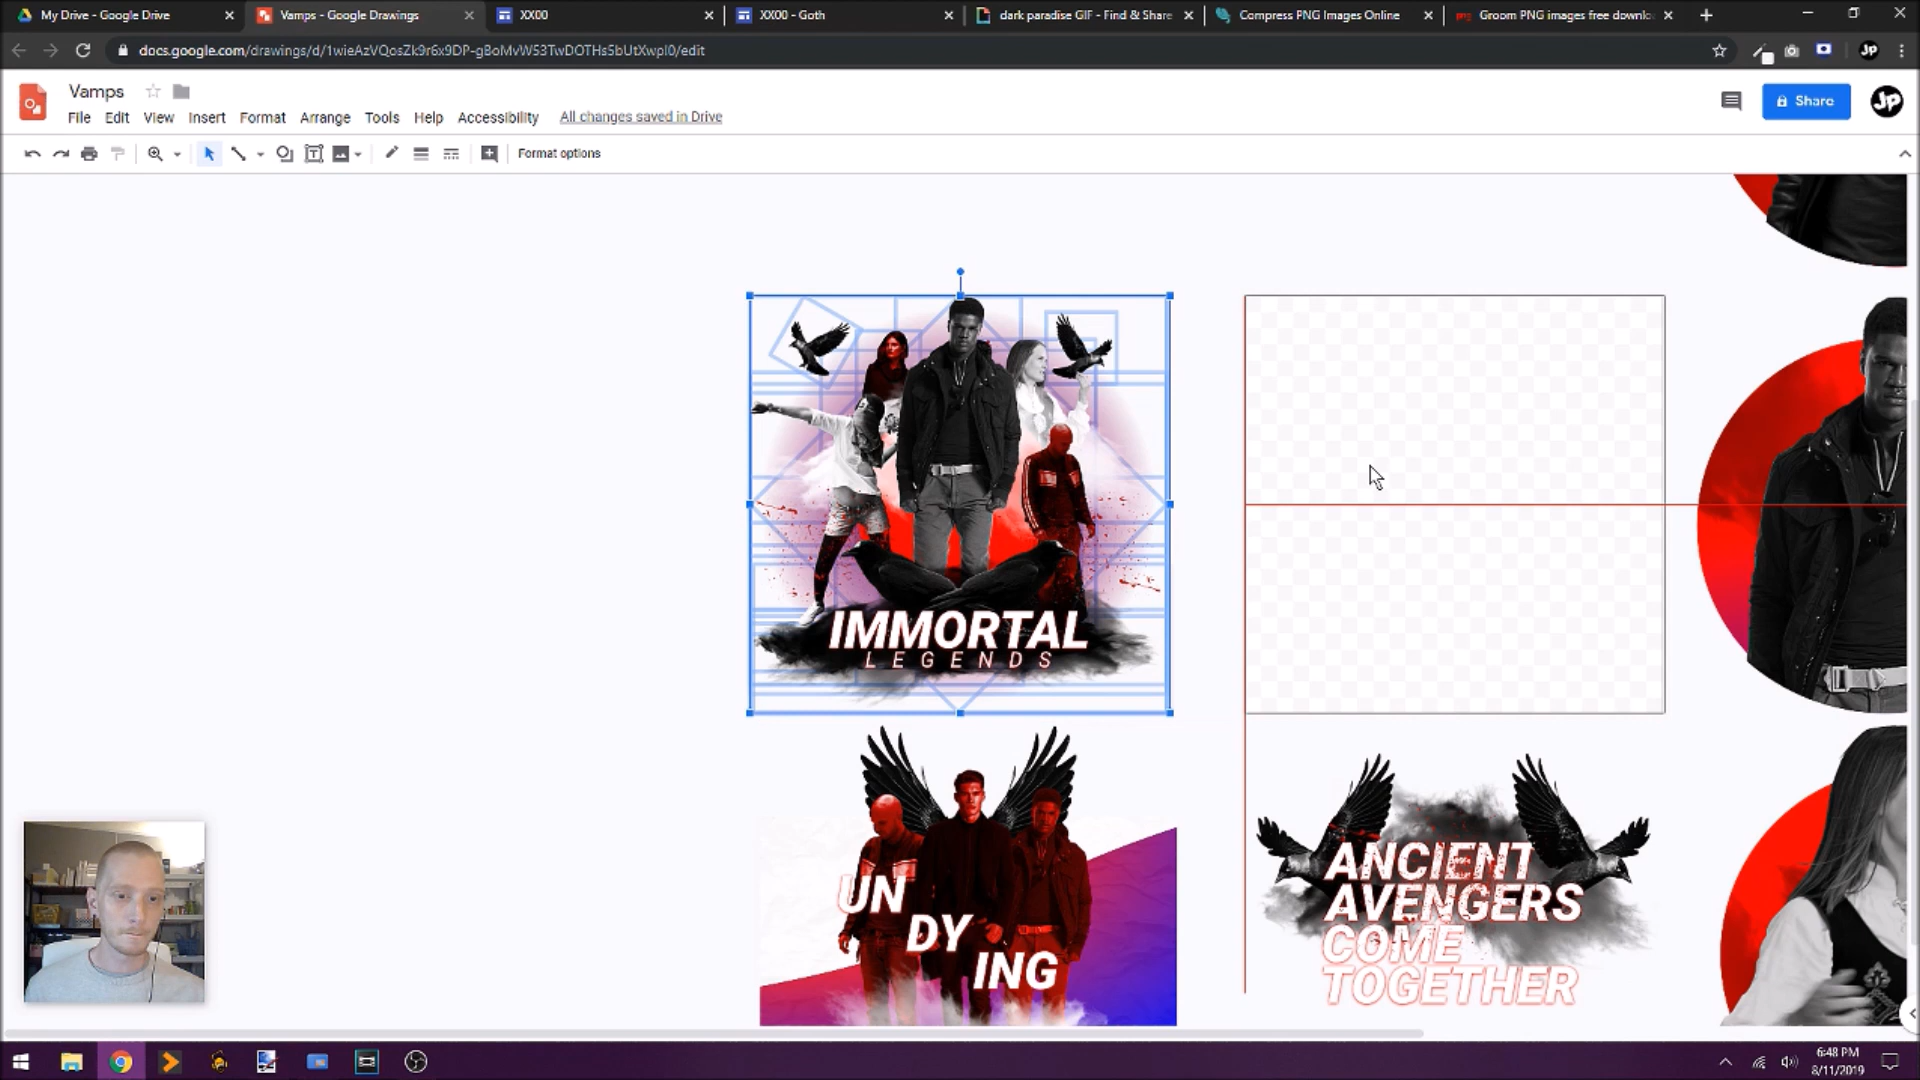 My Drive - Google Drive
Vamps - Google Drawings
XX00
XX00 - Goth
dark paradise GIF - Find & Share
Compress PNG Images Online
Groom PNG images free downlo
docs.google.com/drawings/d/1wieAzVQosZk9r6x9DP-gBoMvW53TwDOTHs5bUtXwpI0/edit
Jp
Vamps
File Edit View Insert Format Arrange Tools Help Accessibility All changes saved in Drive
Share
Jp
Format options
IMMORTAL
LEGENDS
UN
DY
ING
ANCIENT
AVENGERS
COME
TOGETHER
6:48 PM
8/11/2019